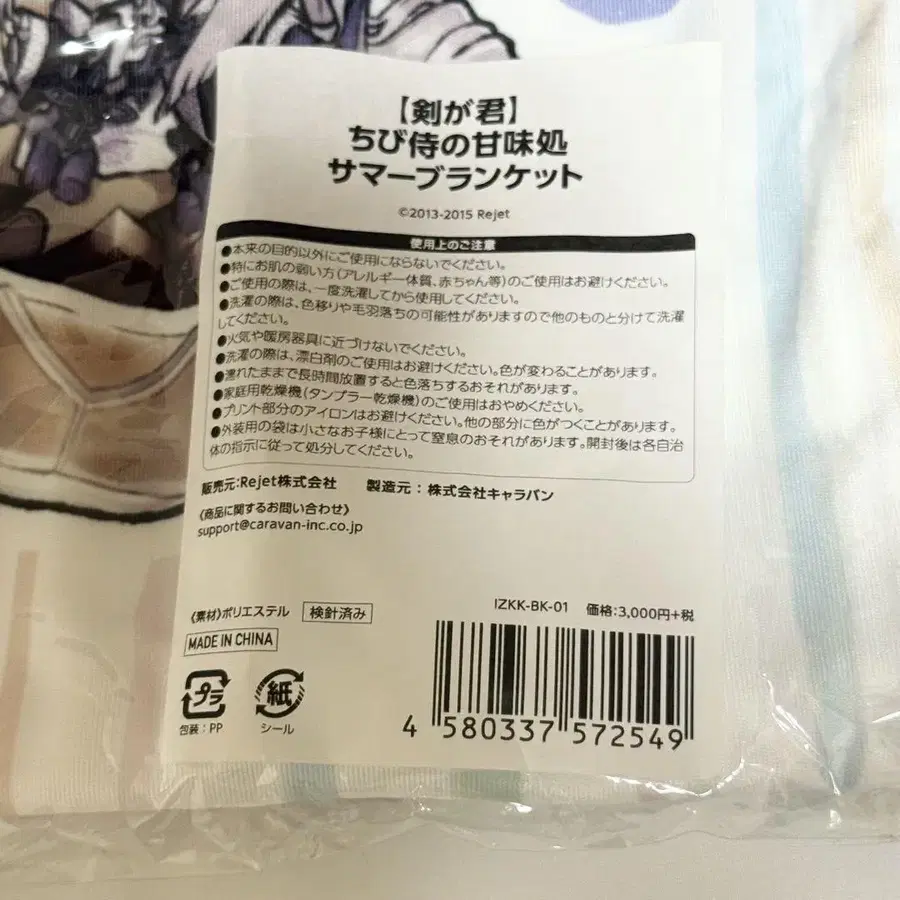 【剣が君】
ちび侍の甘味処
サマーブランケット
©2013-2015 Rejet
使用上のご注意
●本来の目的以外にご使用にならないでください。
●特にお肌の弱い方(アレルギー体質、赤ちゃん等)のご使用はお避けください。
●ご使用の際は、一度洗濯してから使用してください。
●洗濯の際は、色移りや毛羽落ちの可能性がありますので他のものと分けて洗濯
してください。
●火気や暖房器具に近づけないでください。
●洗濯の際は、漂白剤のご使用はお避けください。色が変わることがあります。
●濡れたままで長時間放置すると色落ちするおそれがあります。
●家庭用乾燥機(タンブラー乾燥機)のご使用はおやめください。
●プリント部分のアイロンはお避けください。他の部分に色がつくことがあります。
●外装用の袋は小さなお子様にとって窒息のおそれがあります。開封後は各自治
体の指示に従って処分してください。
販売元:Rejet株式会社 製造元:株式会社キャラバン
《商品に関するお問い合わせ》
support@caravan-inc.co.jp
《素材》ポリエステル 検針済み
IZKK-BK-01 価格:3,000円+税
MADE IN CHINA
プラ 紙
包装:PP シール
4 580337 572549